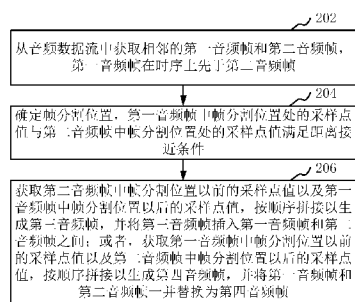 202
从音频数据流中获取相邻的第一音频帧和第二音频帧，
第一音频帧在时序上先于第二音频帧
204
确定帧分割位置，第一音频帧中帧分割位置处的采样点
值与第二音频帧中帧分割位置处的采样点值满足距离接
近条件
206
获取第二音频帧中帧分割位置以前的采样点值以及第一
音频帧中帧分割位置以后的采样点值，按顺序拼接以生
成第三音频帧，并将第三音频帧插入第一音频帧和第二
音频帧之间；或者，获取第一音频帧中帧分割位置以前
的采样点值以及第二音频帧中帧分割位置以后的采样点
值，按顺序拼接以生成第四音频帧，并将第一音频帧和
第二音频帧一并替换为第四音频帧